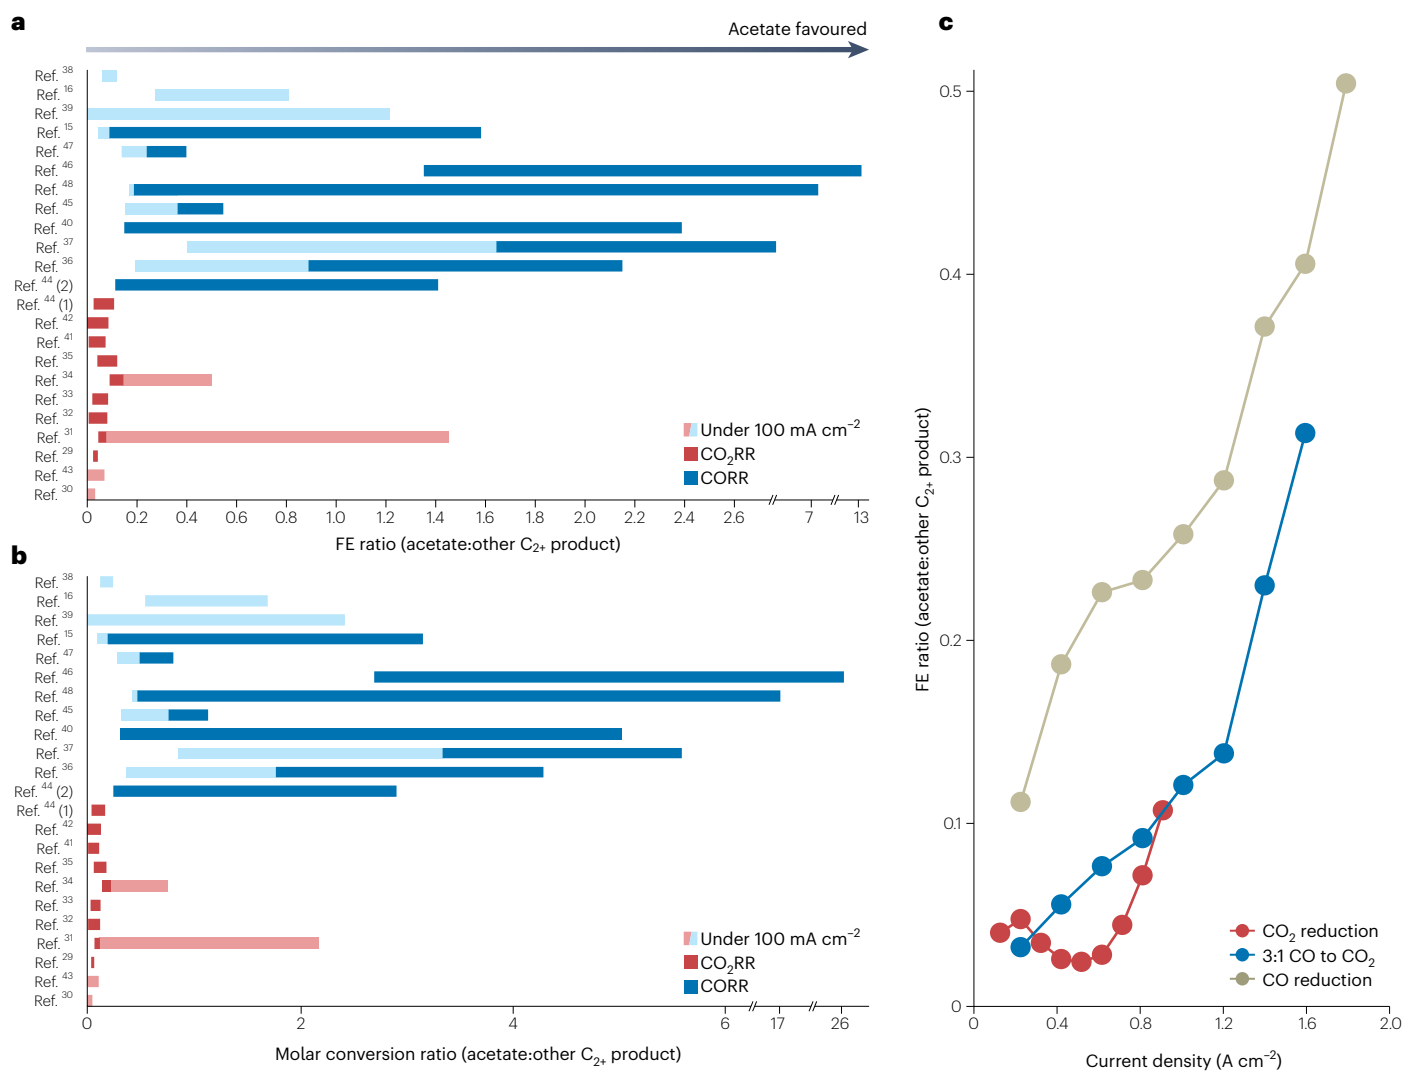 a
Acetate favoured
Ref. 38
Ref. 16
Ref. 39
Ref. 15
Ref. 47
Ref. 46
Ref. 48
Ref. 45
Ref. 40
Ref. 37
Ref. 36
Ref. 44 (2)
Ref. 44 (1)
Ref. 42
Ref. 41
Ref. 35
Ref. 34
Ref. 33
Ref. 32
Ref. 31
Ref. 29
Ref. 43
Ref. 30
Under 100 mA cm−2
CO2RR
CORR
0 0.2 0.4 0.6 0.8 1.0 1.2 1.4 1.6 1.8 2.0 2.2 2.4 2.6 7 13
FE ratio (acetate:other C2+ product)
b
Ref. 38
Ref. 16
Ref. 39
Ref. 15
Ref. 47
Ref. 46
Ref. 48
Ref. 45
Ref. 40
Ref. 37
Ref. 36
Ref. 44 (2)
Ref. 44 (1)
Ref. 42
Ref. 41
Ref. 35
Ref. 34
Ref. 33
Ref. 32
Ref. 31
Ref. 29
Ref. 43
Ref. 30
Under 100 mA cm−2
CO2RR
CORR
0 2 4 6 17 26
Molar conversion ratio (acetate:other C2+ product)
c
FE ratio (acetate:other C2+ product)
0.5
0.4
0.3
0.2
0.1
0
CO2 reduction
3:1 CO to CO2
CO reduction
0 0.4 0.8 1.2 1.6 2.0
Current density (A cm−2)